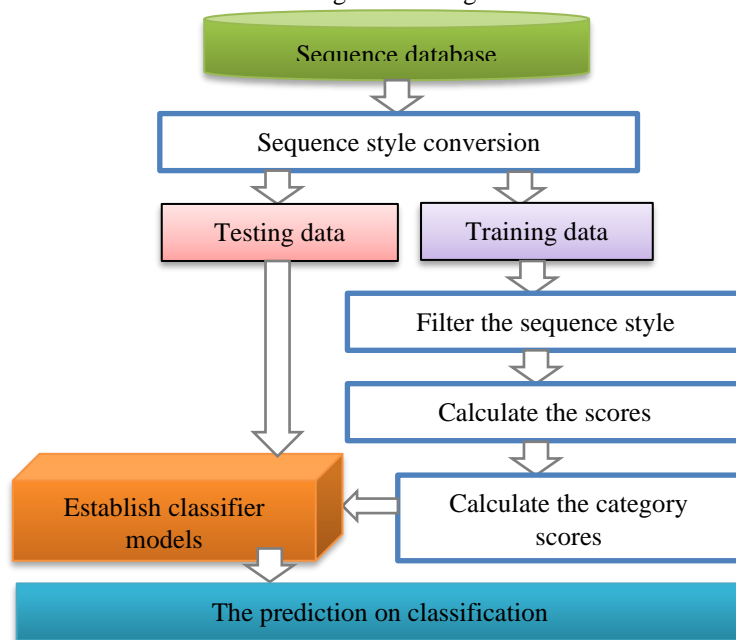 Sequence database
Sequence style conversion
Testing data
Training data
Filter the sequence style
Calculate the scores
Establish classifier
models
Calculate the category
scores
The prediction on classification